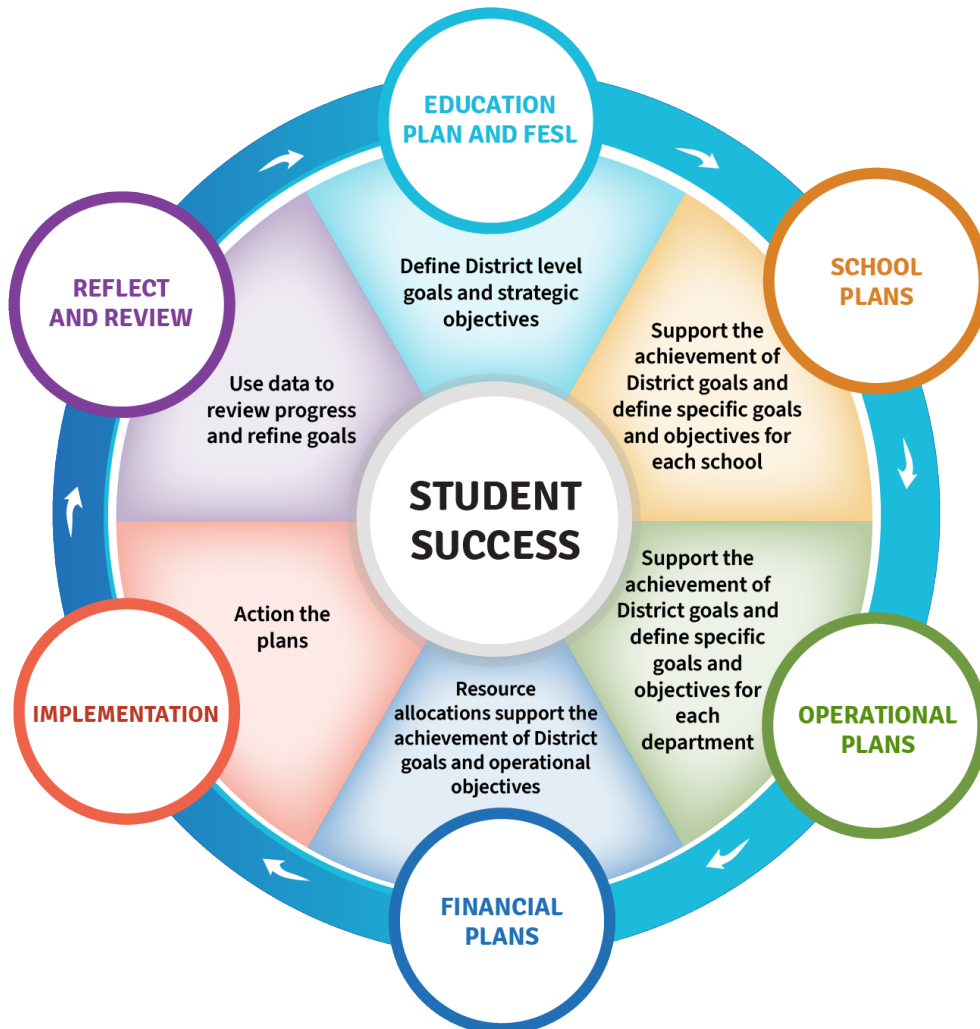 EDUCATION
PLAN AND FESL
Define District level
goals and strategic
objectives
SCHOOL
PLANS
Support the
achievement of
District goals and
define specific goals
and objectives for
each school
OPERATIONAL
PLANS
Support the
achievement of
District goals and
define specific
goals and
objectives for
each
department
FINANCIAL
PLANS
Resource
allocations support the
achievement of District
goals and operational
objectives
IMPLEMENTATION
Action the
plans
REFLECT
AND REVIEW
Use data to
review progress
and refine goals
STUDENT
SUCCESS